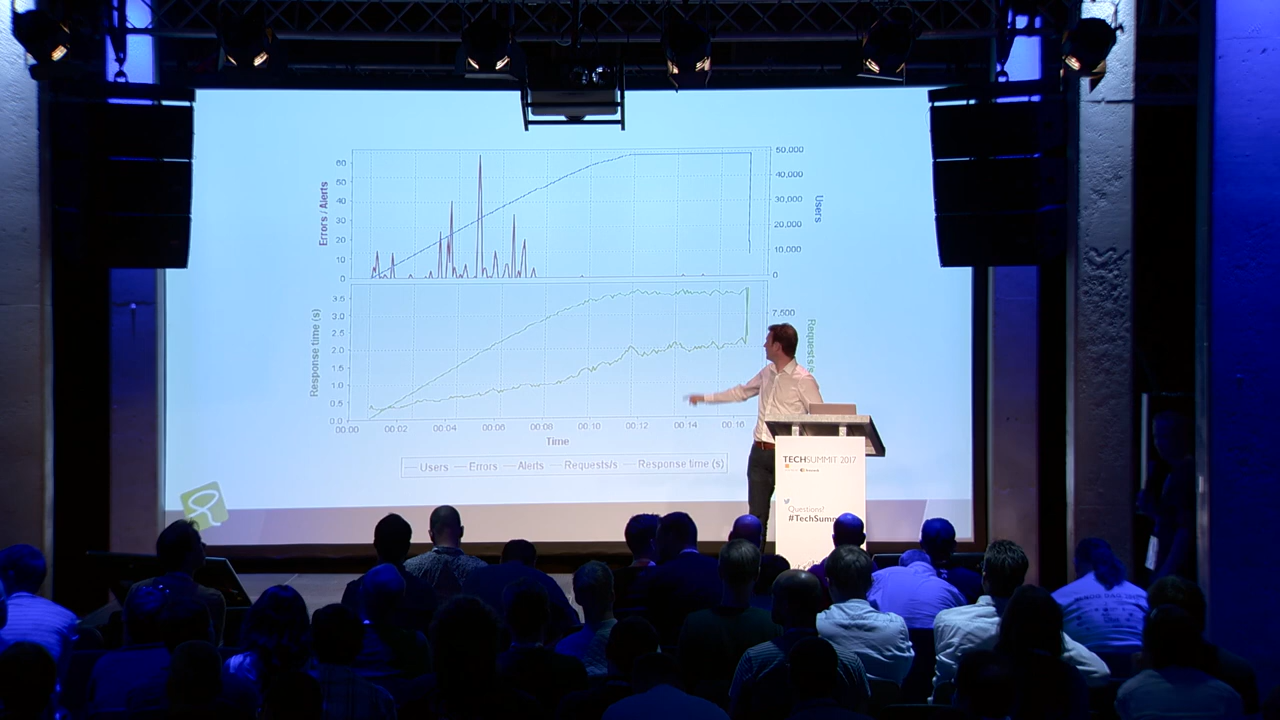 60
50
40
30
20
10
0
Errors / Alerts
50,000
40,000
30,000
20,000
10,000
0
Users
3.5
3.0
2.5
2.0
1.5
1.0
0.5
0.0
Response time (s)
7,500
Requests/s
00:00 00:02 00:04 00:06 00:08 00:10 00:12 00:14 00:16
Time
Users Errors Alerts Requests/s Response time (s)
TECHSUMMIT 2017
Questions?
#TechSumm